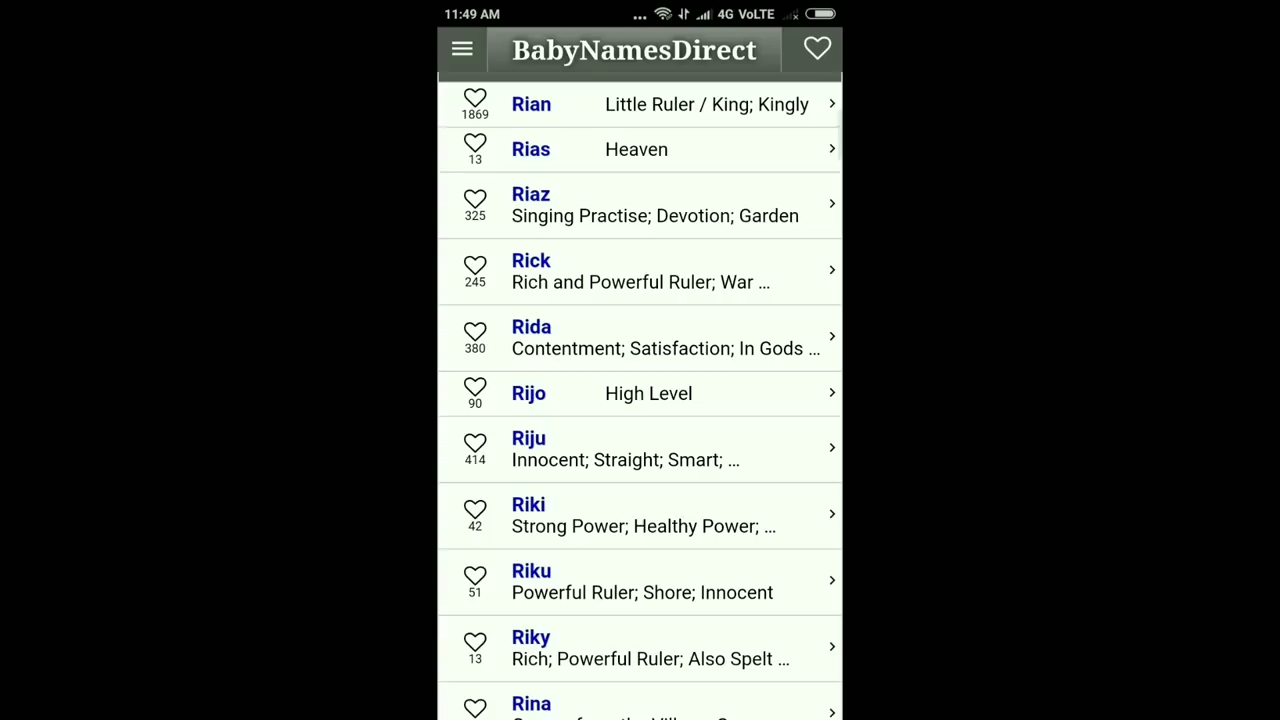 11:49 AM ... 4G VoLTE
BabyNamesDirect
Rian Little Ruler / King; Kingly
1869
Rias Heaven
13
Riaz
Singing Practise; Devotion; Garden
325
Rick
Rich and Powerful Ruler; War ...
245
Rida
Contentment; Satisfaction; In Gods ...
380
Rijo High Level
90
Riju
Innocent; Straight; Smart; ...
414
Riki
Strong Power; Healthy Power; ...
42
Riku
Powerful Ruler; Shore; Innocent
51
Riky
Rich; Powerful Ruler; Also Spelt ...
13
Rina